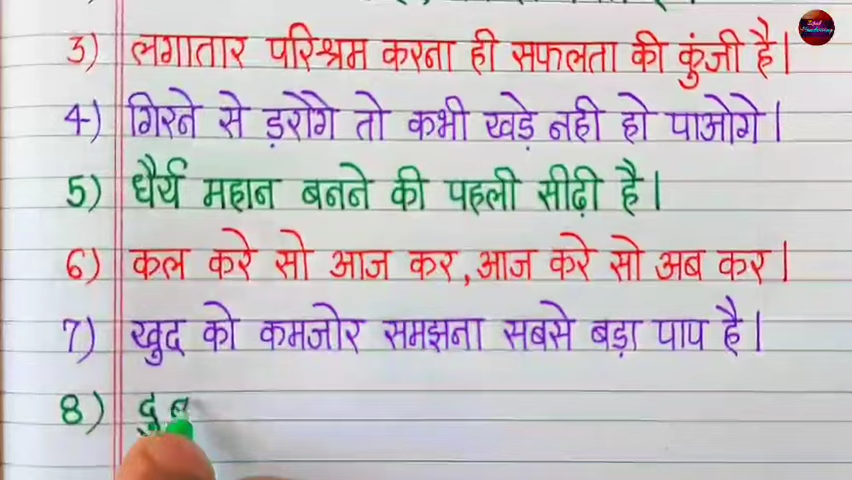 3) लगातार परिश्रम करना ही सफलता की कुंजी है।
4) गिरने से ड़रोगे तो कभी खड़े नही हो पाओगे।
5) धैर्य महान बनने की पहली सीढ़ी है।
6) कल करे सो आज कर, आज करे सो अब कर।
7) खुद को कमजोर समझना सबसे बड़ा पाप है।
8) दु